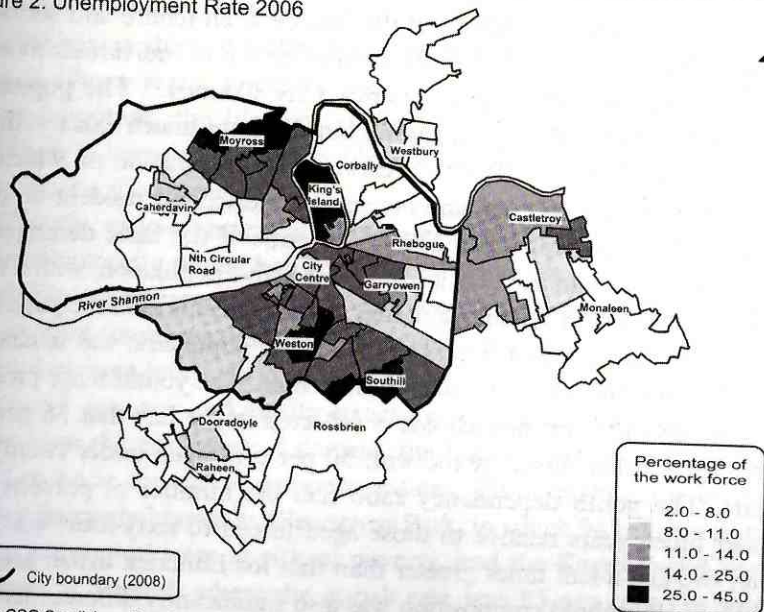 2: Unemployment Rate 2006
Moyross
Westbury
Corbally
King's
Island
Caherdavin
Castletroy
Rhebogue
Nth Circular
Road
City
Centre
Garryowen
River Shannon
Monaleen
Weston
Southill
Dooradoyle
Rossbrien
Raheen
Percentage of
the work force
2.0 - 8.0
8.0 - 11.0
11.0 - 14.0
14.0 - 25.0
25.0 - 45.0
City boundary (2008)